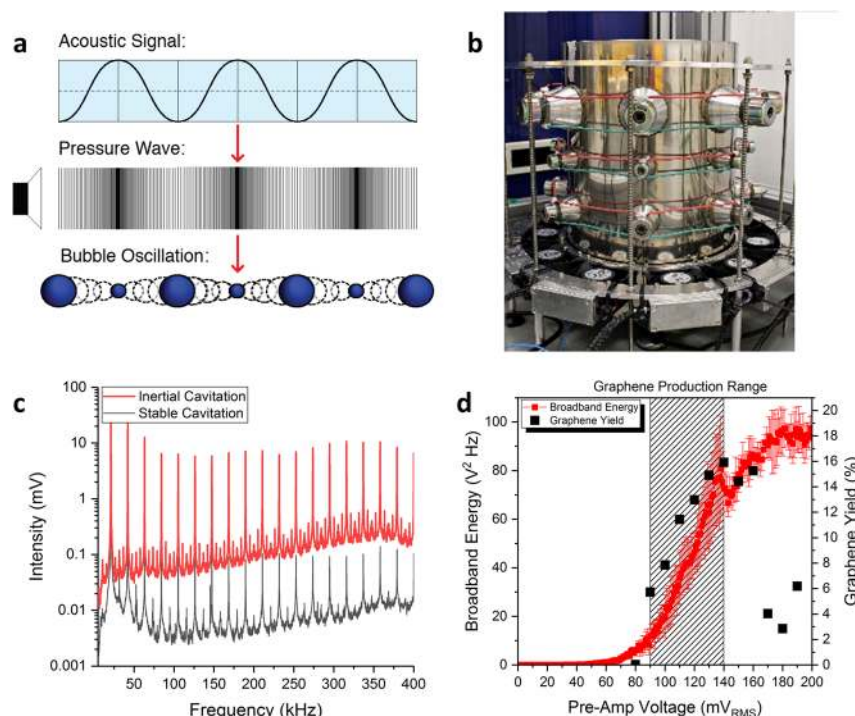 a
Acoustic Signal:
Pressure Wave:
Bubble Oscillation:
b
c
Inertial Cavitation
Stable Cavitation
100
10
1
0.1
0.01
0.001
Intensity (mV)
50 100 150 200 250 300 350 400
Frequency (kHz)
d
Graphene Production Range
Broadband Energy
Graphene Yield
100
80
60
40
20
0
Broadband Energy (V² Hz)
20
18
16
14
12
10
8
6
4
2
0
Graphene Yield (%)
0 20 40 60 80 100 120 140 160 180 200
Pre-Amp Voltage (mV_RMS)